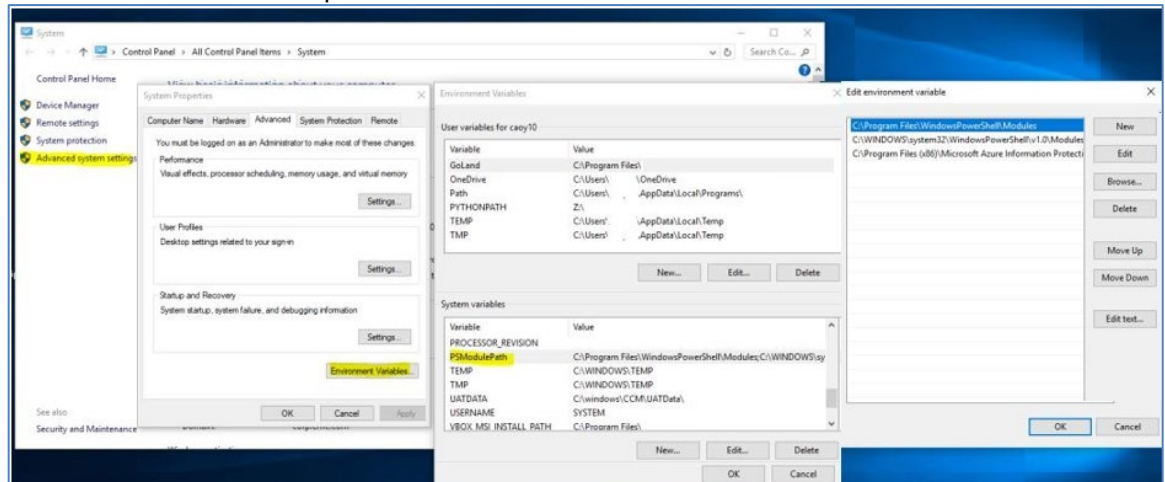 System
Control Panel > All Control Panel Items > System
Search Co...
Control Panel Home
View basic information about your computer
Device Manager
Remote settings
System protection
Advanced system settings
See also
Security and Maintenance
System Properties
Computer Name Hardware Advanced System Protection Remote
You must be logged on as an Administrator to make most of these changes.
Performance
Visual effects, processor scheduling, memory usage, and virtual memory
Settings...
User Profiles
Desktop settings related to your sign-in
Settings...
Startup and Recovery
System startup, system failure, and debugging information
Settings...
Environment Variables...
OK Cancel Apply
Environment Variables
User variables for caoy10
Variable Value
GoLand C:\Program Files\
OneDrive C:\Users\ \OneDrive
Path C:\Users\ .AppData\Local\Programs\
PYTHONPATH Z:\
TEMP C:\Users\ .AppData\Local\Temp
TMP C:\Users\ .AppData\Local\Temp
New... Edit... Delete
System variables
Variable Value
PROCESSOR_REVISION
PSModulePath C:\Program Files\WindowsPowerShell\Modules;C:\WINDOWS\sy
TEMP C:\WINDOWS\TEMP
TMP C:\WINDOWS\TEMP
UATDATA C:\windows\CCM\UATData\
USERNAME SYSTEM
VBOX_MSI_INSTALL_PATH C:\Program Files\
New... Edit... Delete
OK Cancel
Edit environment variable
C:\Program Files\WindowsPowerShell\Modules
C:\WINDOWS\system32\WindowsPowerShell\v1.0\Modules
C:\Program Files (x86)\Microsoft Azure Information Protecti
New
Edit
Browse...
Delete
Move Up
Move Down
Edit text...
OK Cancel